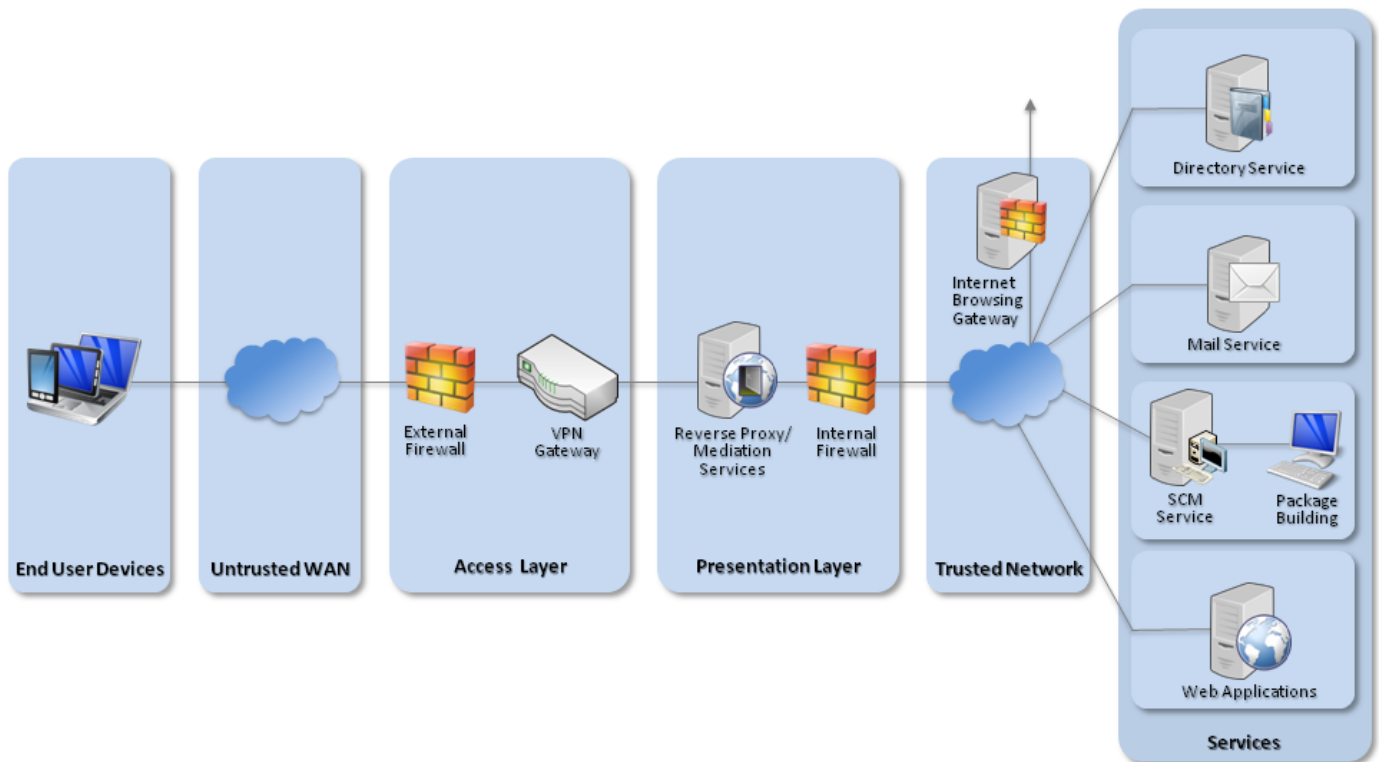 End User Devices
Untrusted WAN
External
Firewall
VPN
Gateway
Access Layer
Reverse Proxy/
Mediation
Services
Internal
Firewall
Presentation Layer
Internet
Browsing
Gateway
Trusted Network
Directory Service
Mail Service
SCM
Service
Package
Building
Web Applications
Services